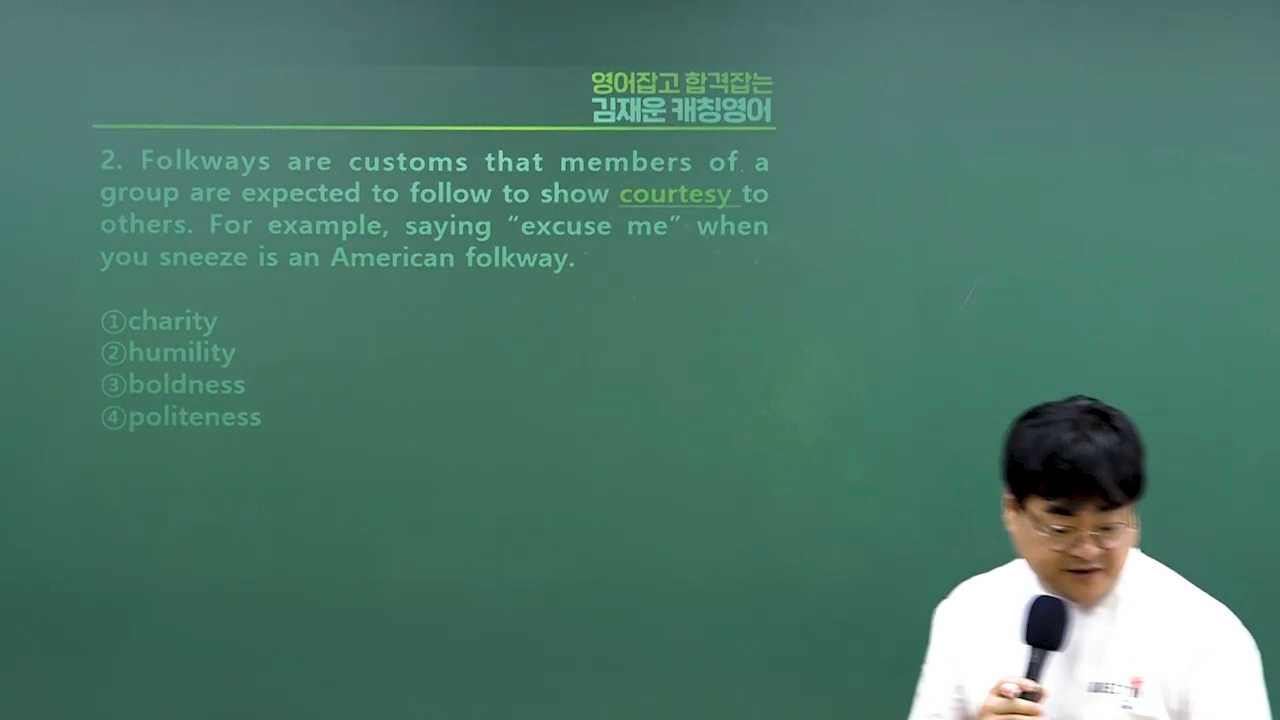 영어잡고 합격잡는
김재운 캐칭영어
2. Folkways are customs that members of a
group are expected to follow to show courtesy to
others. For example, saying “excuse me” when
you sneeze is an American folkway.
①charity
②humility
③boldness
④politeness